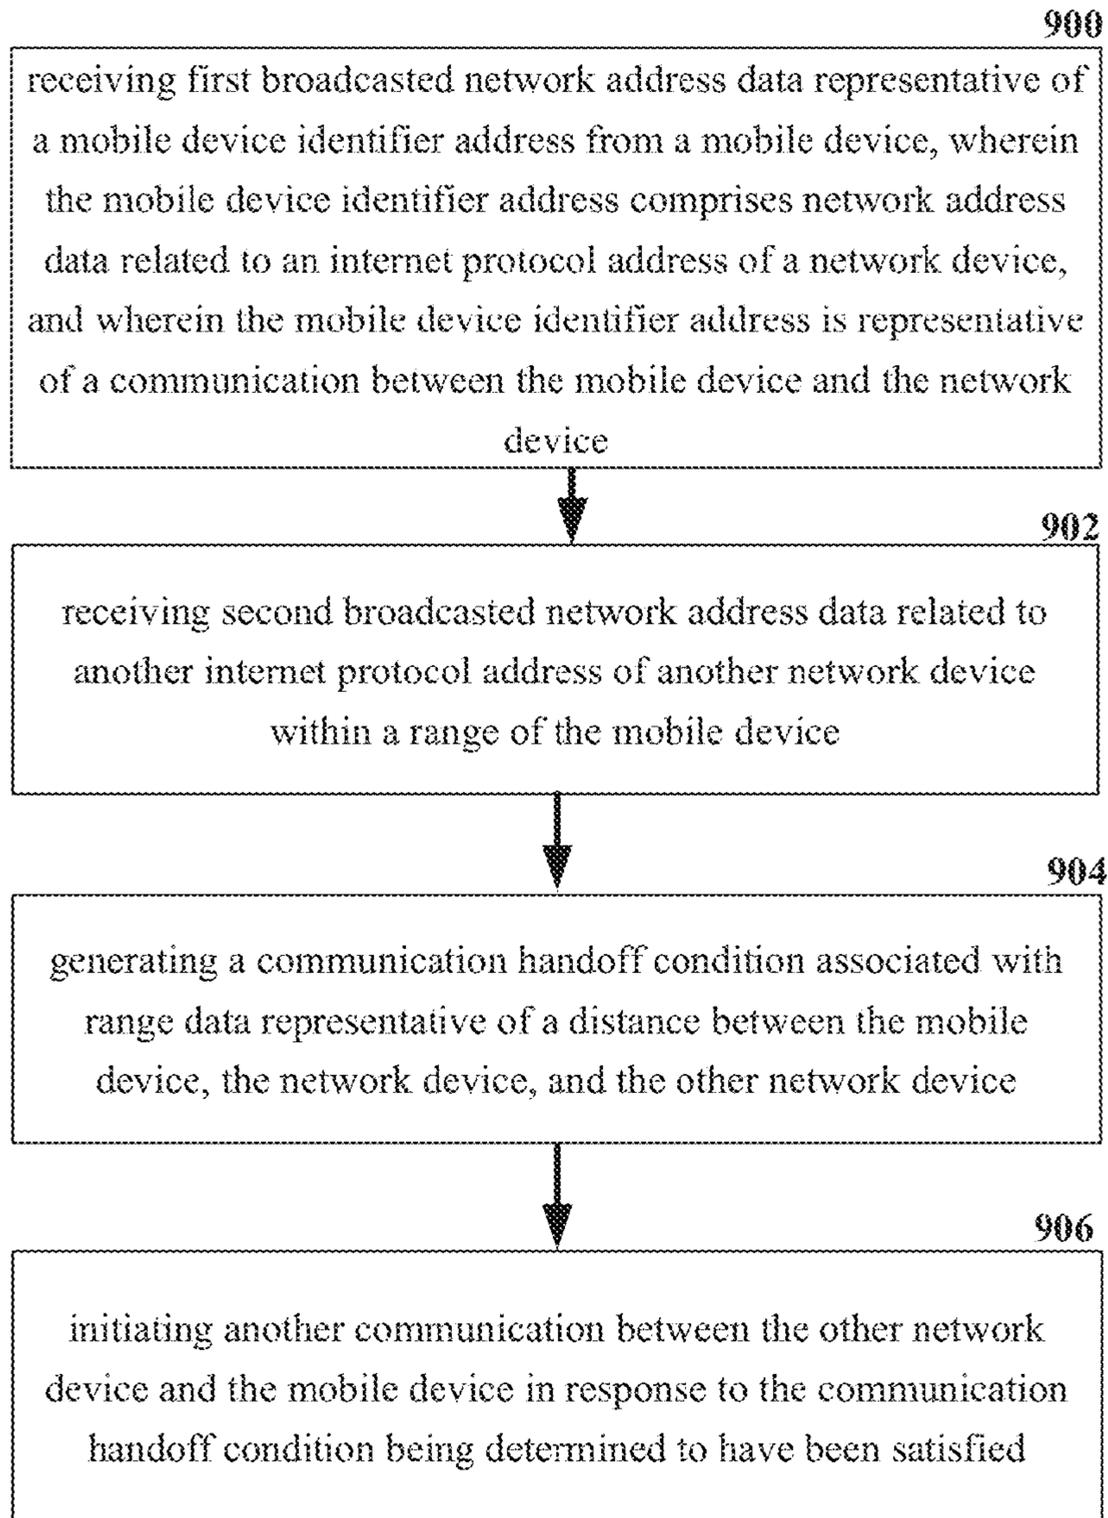 900
receiving first broadcasted network address data representative of
a mobile device identifier address from a mobile device, wherein
the mobile device identifier address comprises network address
data related to an internet protocol address of a network device,
and wherein the mobile device identifier address is representative
of a communication between the mobile device and the network
device
902
receiving second broadcasted network address data related to
another internet protocol address of another network device
within a range of the mobile device
904
generating a communication handoff condition associated with
range data representative of a distance between the mobile
device, the network device, and the other network device
906
initiating another communication between the other network
device and the mobile device in response to the communication
handoff condition being determined to have been satisfied